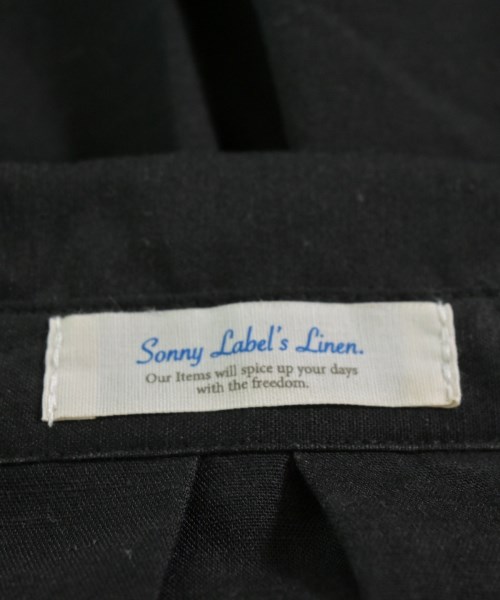 Sonny Label's Linen.
Our Items will spice up your days
with the freedom.